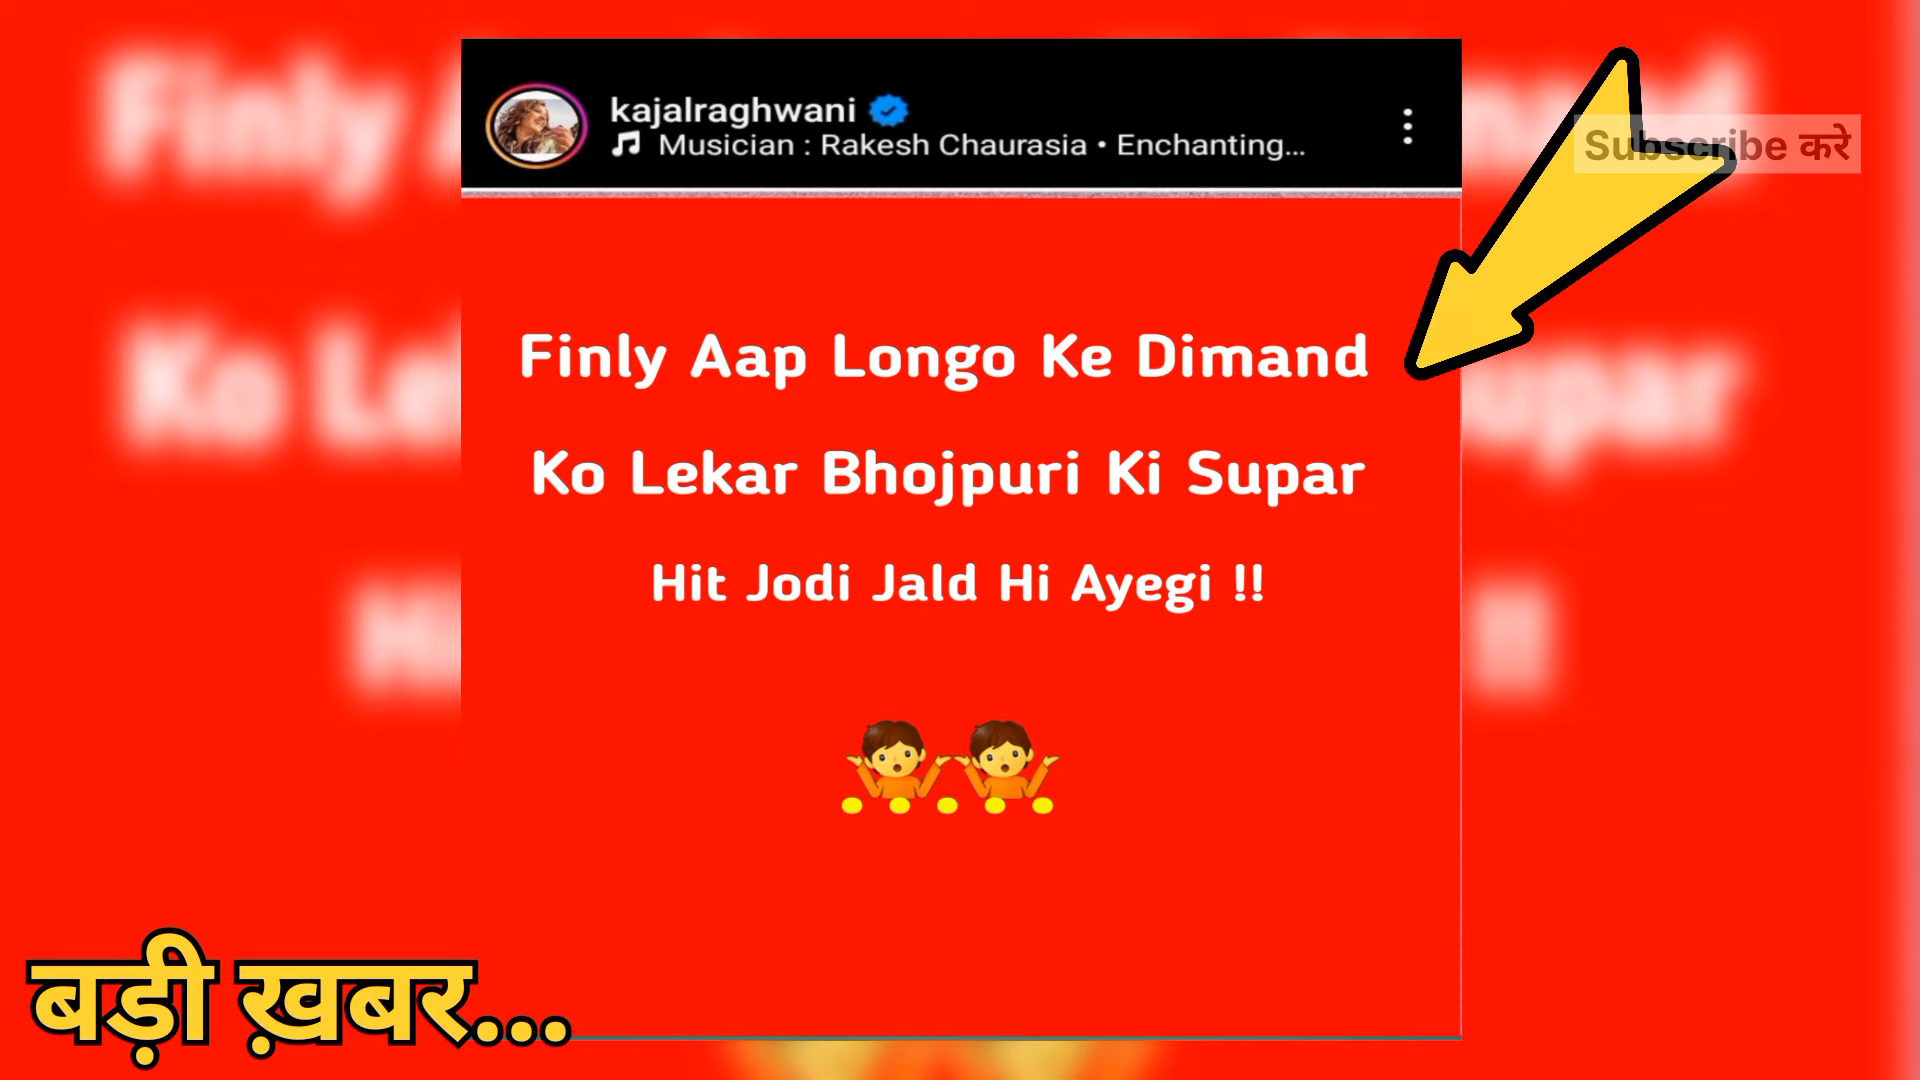 kajalraghwani
Musician : Rakesh Chaurasia • Enchanting...
Subscribe करे
Finly Aap Longo Ke Dimand
Ko Lekar Bhojpuri Ki Supar
Hit Jodi Jald Hi Ayegi !!
बड़ी ख़बर...